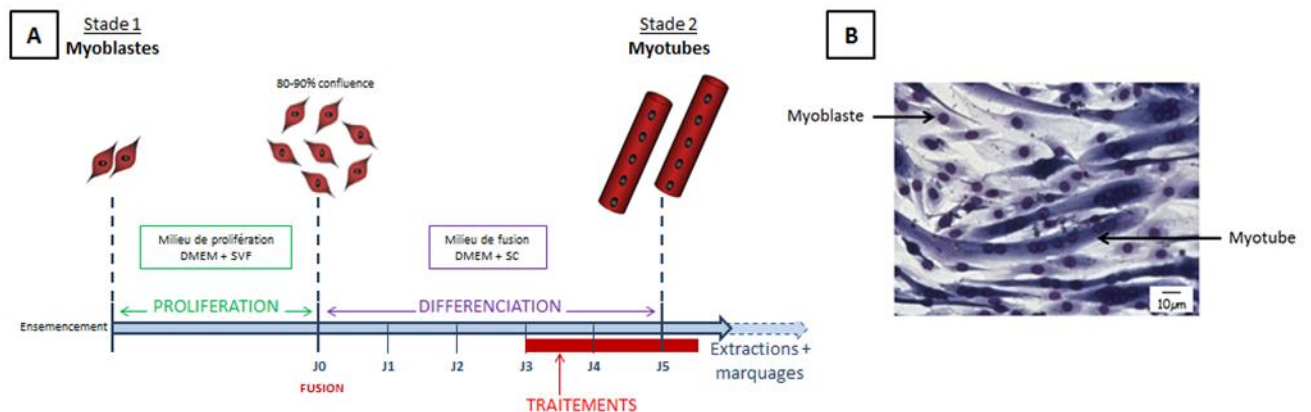 A
Stade 1
Myoblastes
80-90% confluence
Stade 2
Myotubes
Milieu de prolifération
DMEM + SVF
Milieu de fusion
DMEM + SC
PROLIFERATION
DIFFERENCIATION
Ensemencement
J0
J1
J2
J3
J4
J5
FUSION
TRAITEMENTS
Extractions +
marquages
B
Myoblaste
Myotube
10µm